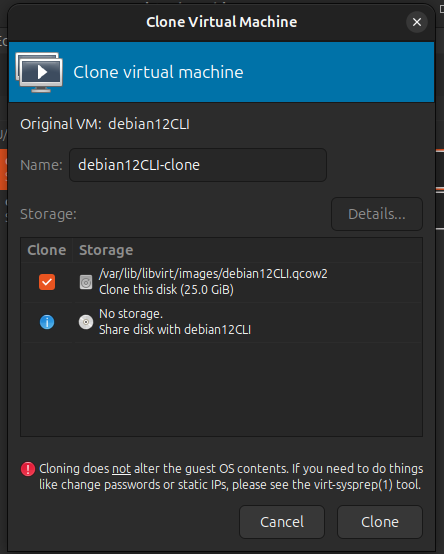 Clone Virtual Machine
Clone virtual machine
Original VM: debian12CLI
Name: debian12CLI-clone
Storage: Details...
Clone Storage
/var/lib/libvirt/images/debian12CLI.qcow2
Clone this disk (25.0 GiB)
No storage.
Share disk with debian12CLI
Cloning does not alter the guest OS contents. If you need to do things
like change passwords or static IPs, please see the virt-sysprep(1) tool.
Cancel Clone